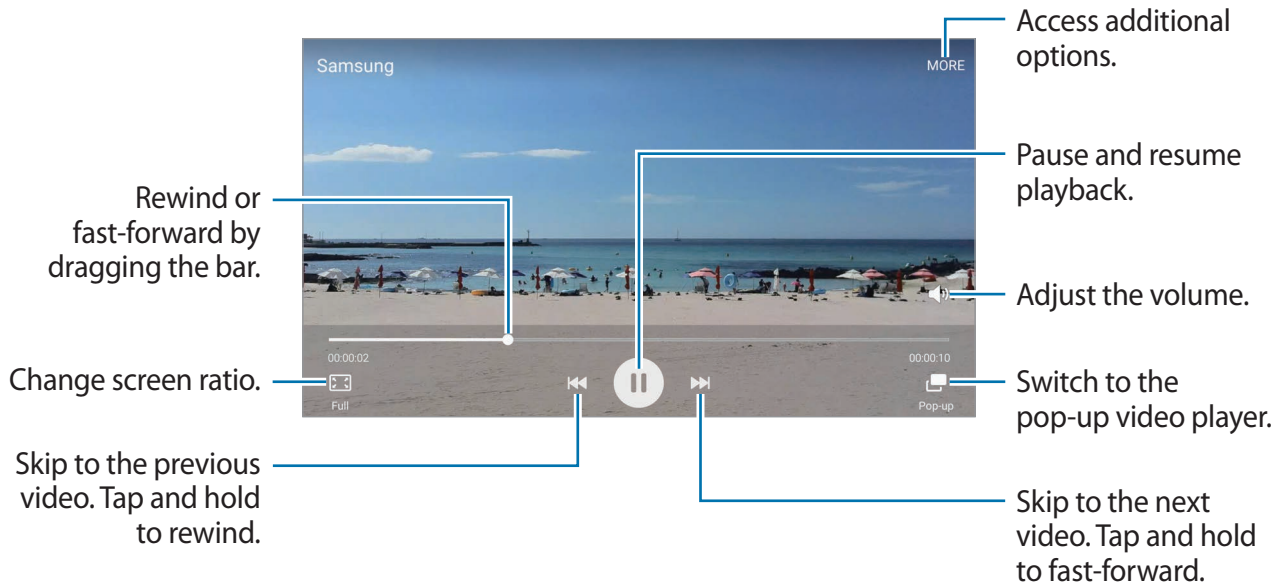 Access additional
options.
Samsung
MORE
Pause and resume
playback.
Rewind or
fast-forward by
dragging the bar.
Adjust the volume.
00:00:02
00:00:10
Change screen ratio.
Full
Pop-up
Switch to the
pop-up video player.
Skip to the previous
video. Tap and hold
to rewind.
Skip to the next
video. Tap and hold
to fast-forward.